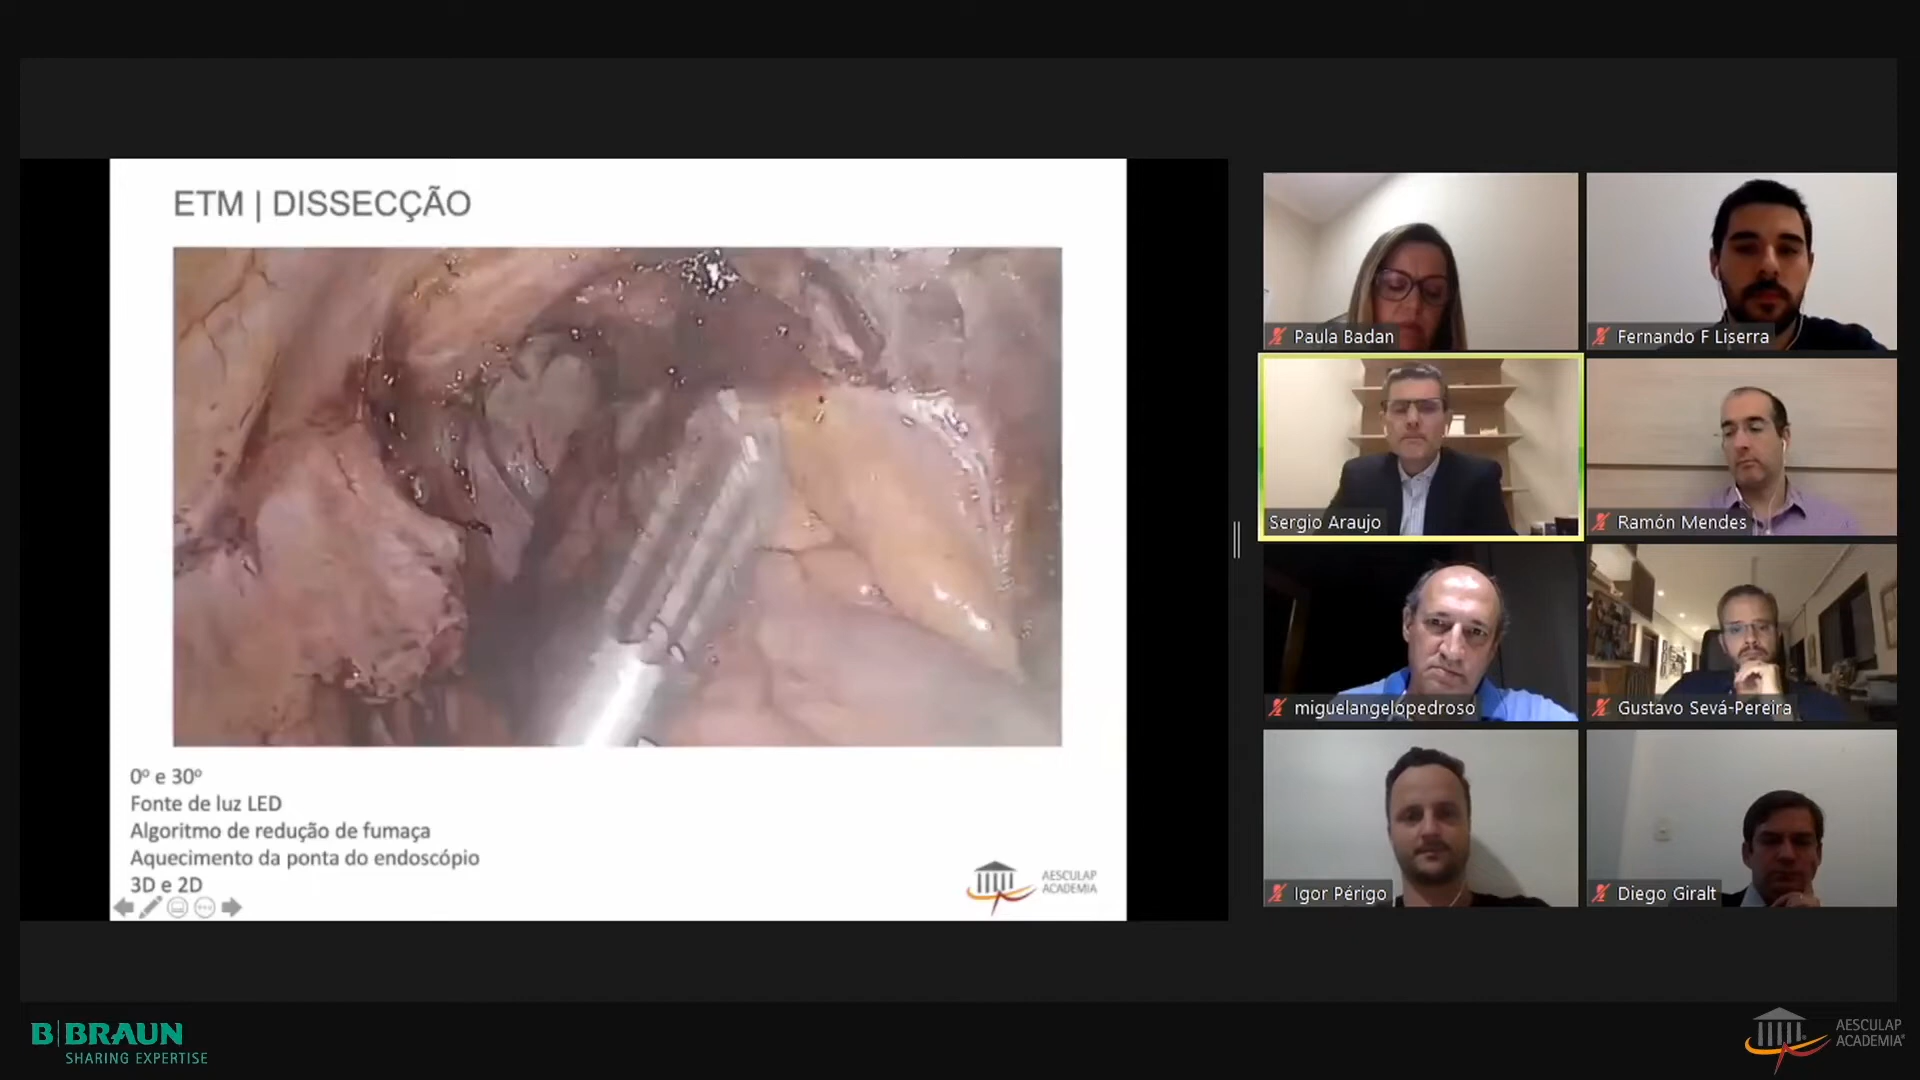 ETM | DISSECÇÃO
0º e 30º
Fonte de luz LED
Algoritmo de redução de fumaça
Aquecimento da ponta do endoscópio
3D e 2D
AESCULAP
ACADEMIA
Paula Badan
Fernando F Liserra
Sergio Araujo
Ramón Mendes
miguelangelopedroso
Gustavo Sevá-Pereira
Igor Périgo
Diego Giralt
B|BRAUN
SHARING EXPERTISE
AESCULAP
ACADEMIA®